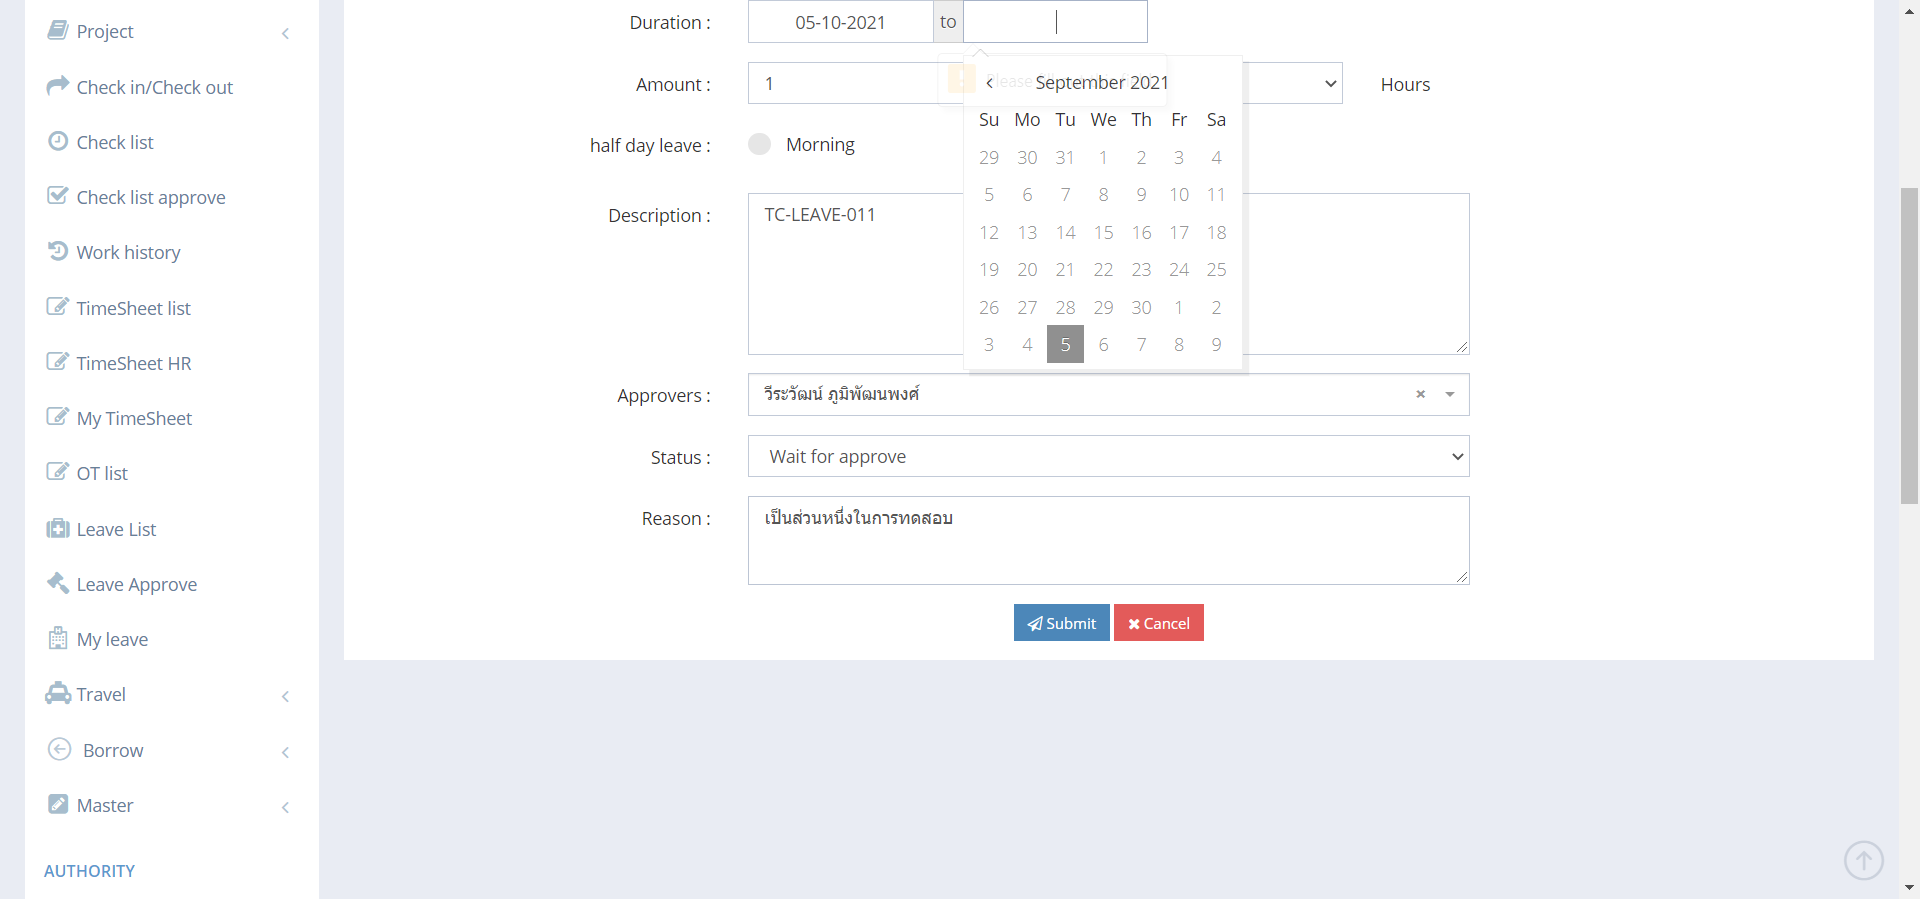 Project
Check in/Check out
Check list
Check list approve
Work history
TimeSheet list
TimeSheet HR
My TimeSheet
OT list
Leave List
Leave Approve
My leave
Travel
Borrow
Master
AUTHORITY
Duration : 05-10-2021 to
Amount : 1 Hours
half day leave : Morning
Description : TC-LEAVE-011
Please
September 2021
Su Mo Tu We Th Fr Sa
29 30 31 1 2 3 4
5 6 7 8 9 10 11
12 13 14 15 16 17 18
19 20 21 22 23 24 25
26 27 28 29 30 1 2
3 4 5 6 7 8 9
Approvers : วีระวัฒน์ ภูมิพัฒนพงศ์
Status : Wait for approve
Reason : เป็นส่วนหนึ่งในการทดสอบ
Submit Cancel